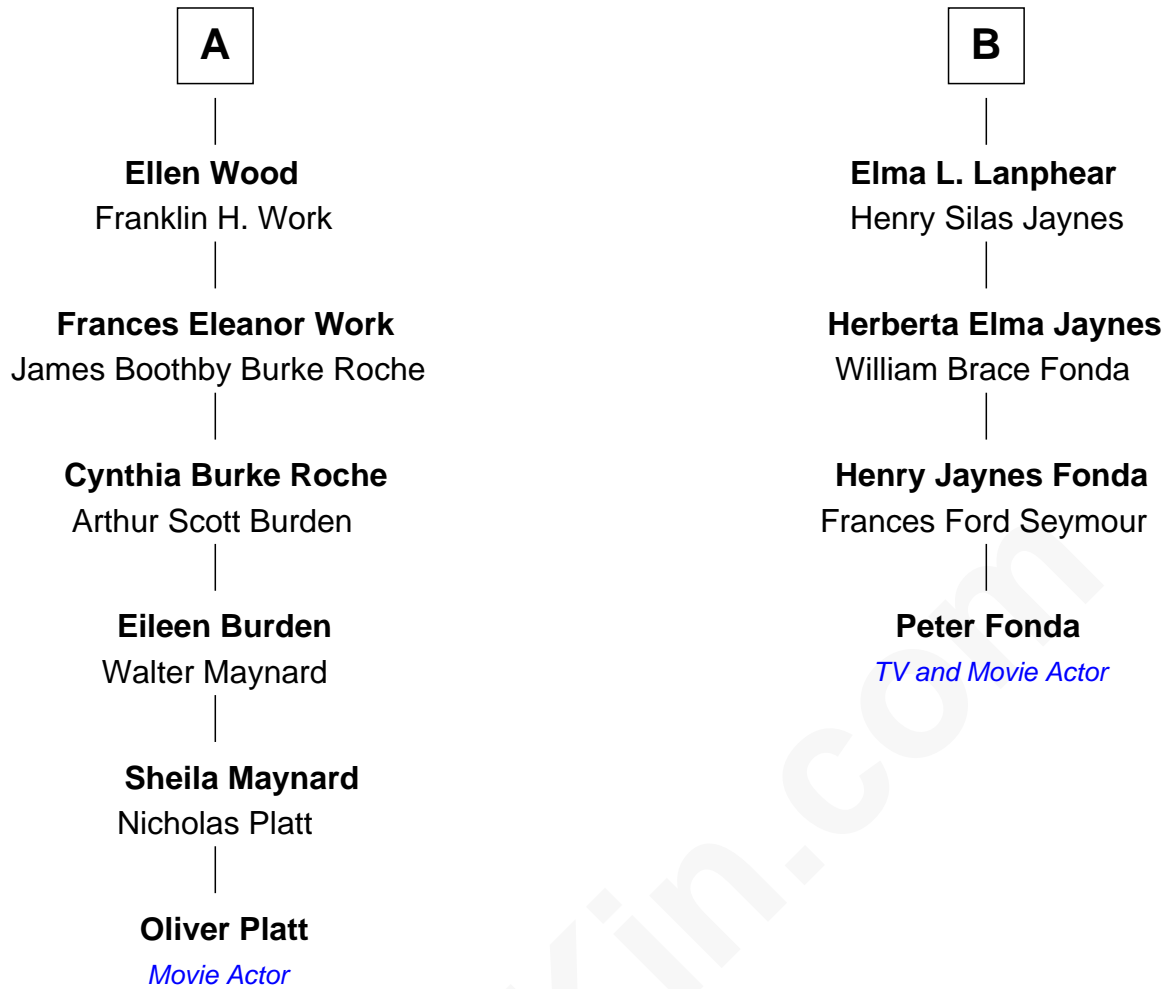 A
Ellen Wood
Franklin H. Work
Frances Eleanor Work
James Boothby Burke Roche
Cynthia Burke Roche
Arthur Scott Burden
Eileen Burden
Walter Maynard
Sheila Maynard
Nicholas Platt
Oliver Platt
Movie Actor
B
Elma L. Lanphear
Henry Silas Jaynes
Herberta Elma Jaynes
William Brace Fonda
Henry Jaynes Fonda
Frances Ford Seymour
Peter Fonda
TV and Movie Actor
Kin.com